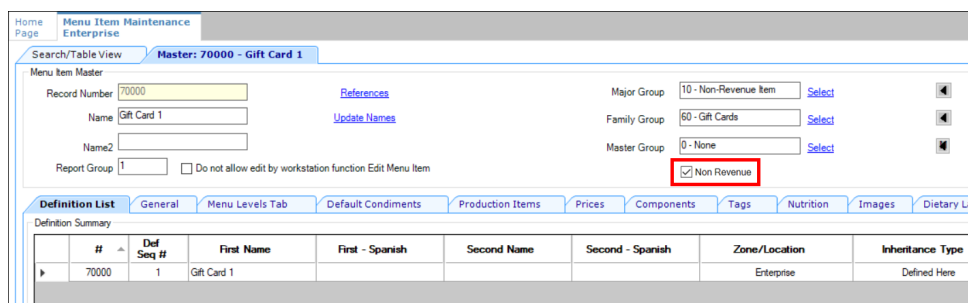 Home Page
Menu Item Maintenance Enterprise
Search/Table View
Master: 70000 - Gift Card 1
Menu Item Master
Record Number 70000 References Major Group 10 - Non-Revenue Item Select
Name Gift Card 1 Update Names Family Group 60 - Gift Cards Select
Name2 Master Group 0 - None Select
Report Group 1 Do not allow edit by workstation function Edit Menu Item Non Revenue
Definition List General Menu Levels Tab Default Condiments Production Items Prices Components Tags Nutrition Images Dietary L
Definition Summary
# Def Seq # First Name First - Spanish Second Name Second - Spanish Zone/Location Inheritance Type
70000 1 Gift Card 1 Enterprise Defined Here